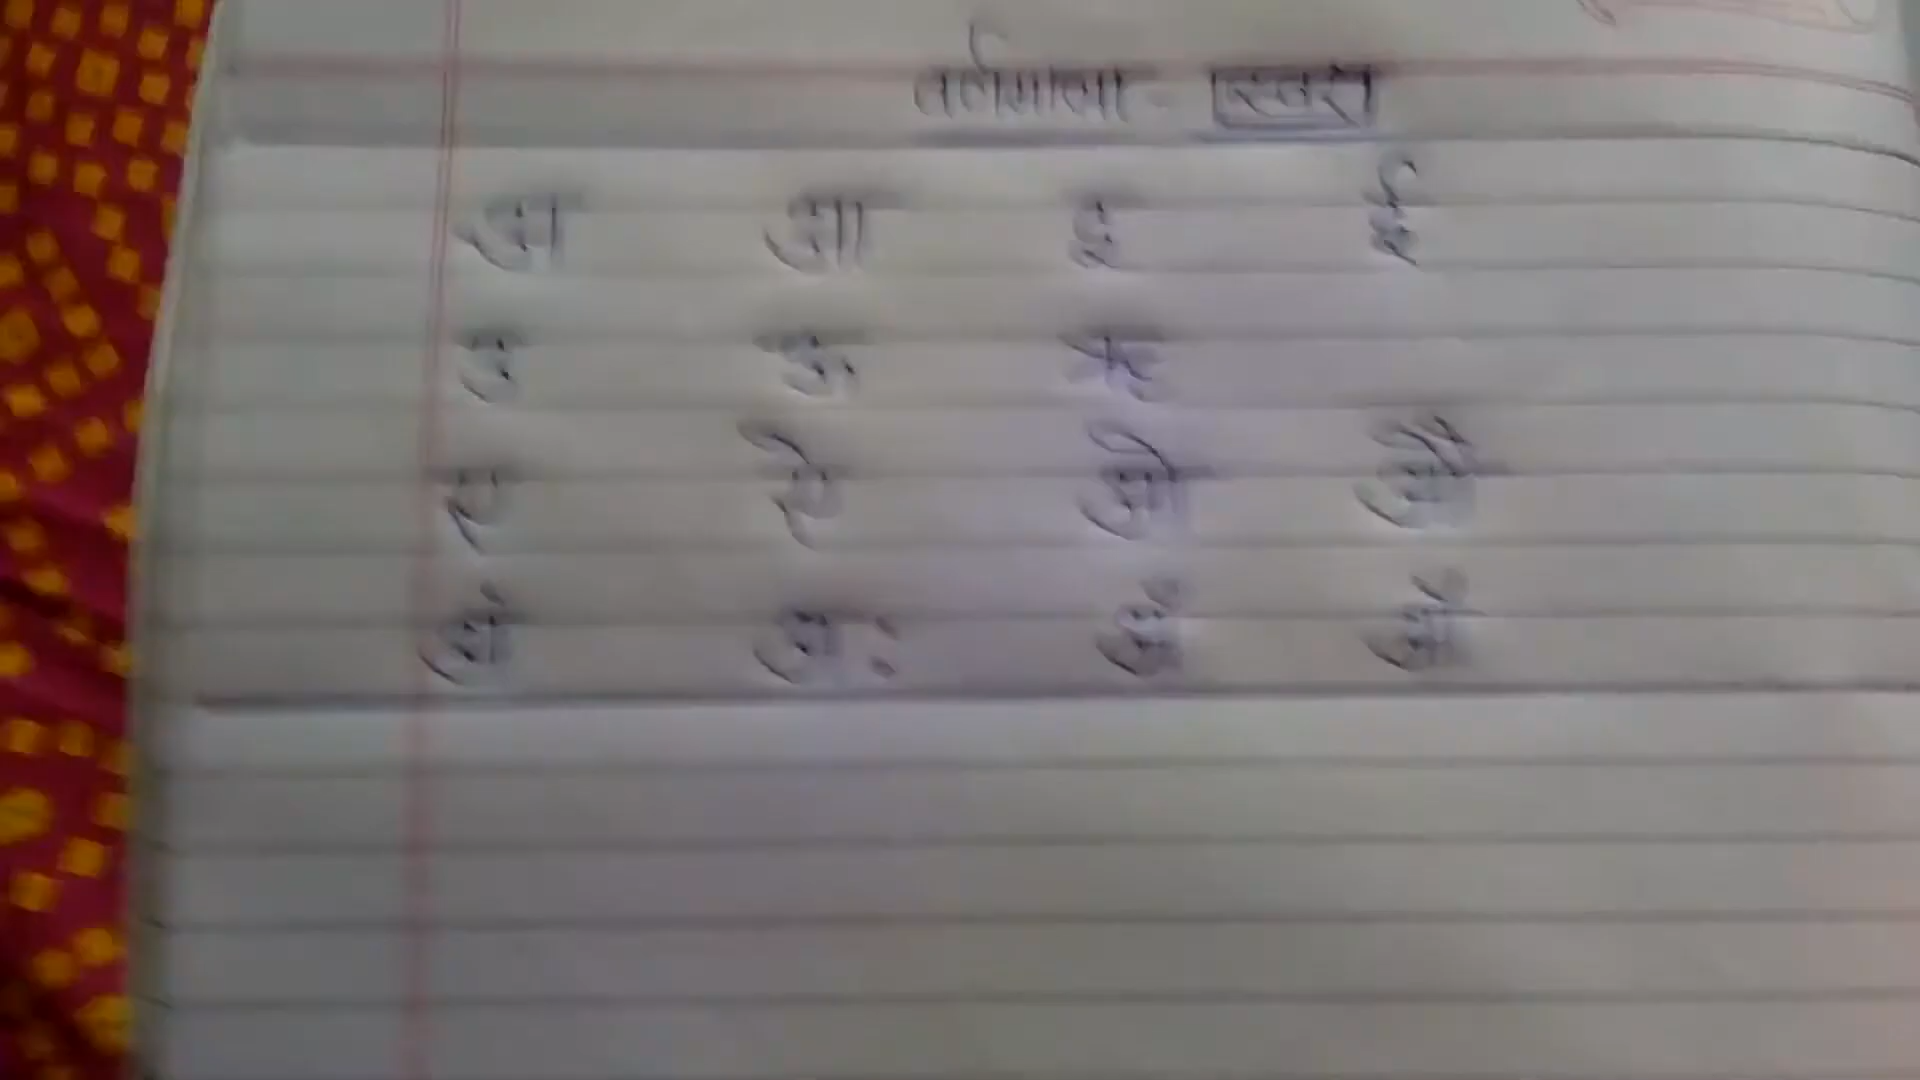 वर्णमाला - स्वर
अ आ इ ई
उ ऊ ऋ
ए ऐ ओ औ
अं अः